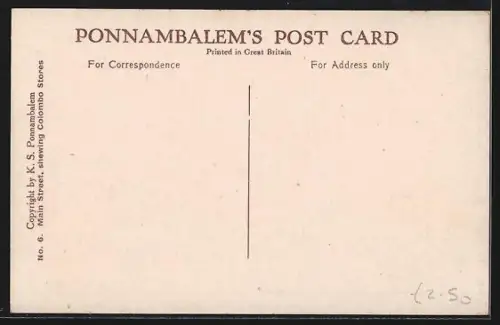 PONNAMBALEM'S POST CARD
Printed in Great Britain
For Correspondence
For Address only
Copyright by K. S. Ponnambalem
No. 6. Main Street, shewing Colombo Stores
£2.50